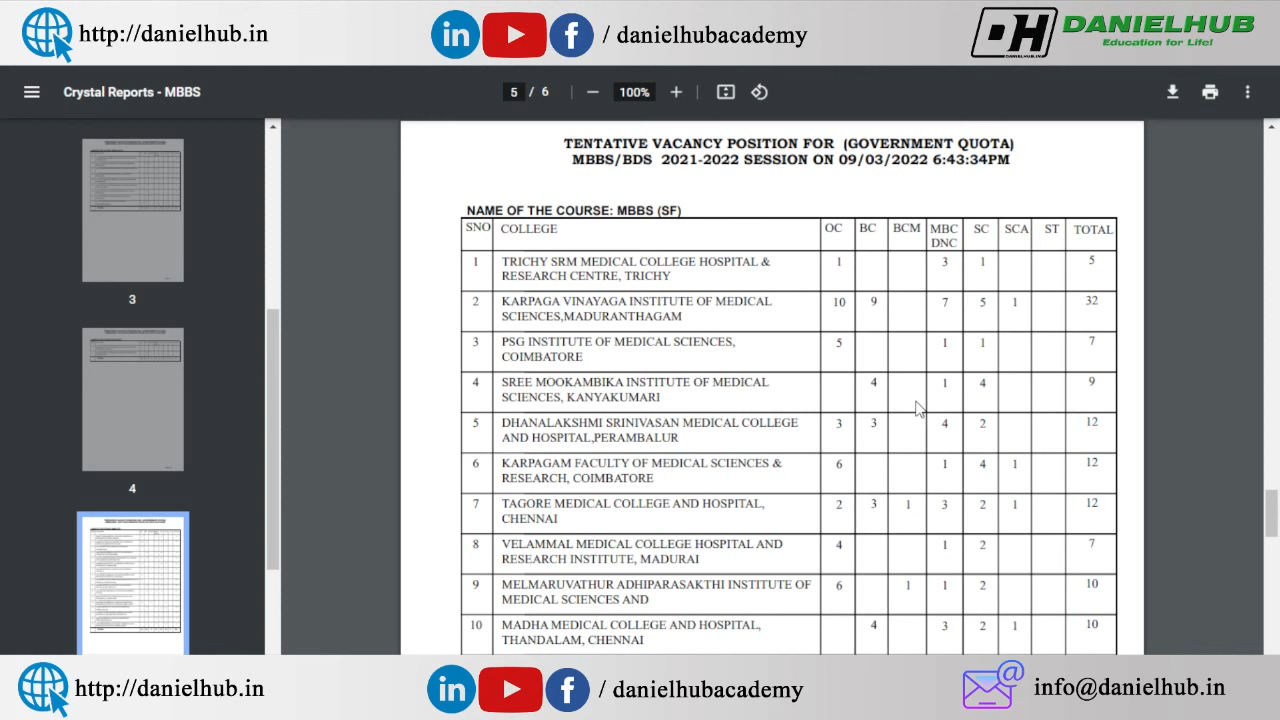 http://danielhub.in
in
f
/ danielhubacademy
DH
DANIELHUB.IN
DANIELHUB
Education for Life!
Crystal Reports - MBBS
5 / 6
100%
3
4
TENTATIVE VACANCY POSITION FOR (GOVERNMENT QUOTA)
MBBS/BDS 2021-2022 SESSION ON 09/03/2022 6:43:34PM
NAME OF THE COURSE: MBBS (SF)
SNO COLLEGE OC BC BCM MBC DNC SC SCA ST TOTAL
1 TRICHY SRM MEDICAL COLLEGE HOSPITAL & 1 3 1 5
RESEARCH CENTRE, TRICHY
2 KARPAGA VINAYAGA INSTITUTE OF MEDICAL 10 9 7 5 1 32
SCIENCES,MADURANTHAGAM
3 PSG INSTITUTE OF MEDICAL SCIENCES, 5 1 1 7
COIMBATORE
4 SREE MOOKAMBIKA INSTITUTE OF MEDICAL 4 1 4 9
SCIENCES, KANYAKUMARI
5 DHANALAKSHMI SRINIVASAN MEDICAL COLLEGE 3 3 4 2 12
AND HOSPITAL,PERAMBALUR
6 KARPAGAM FACULTY OF MEDICAL SCIENCES & 6 1 4 1 12
RESEARCH, COIMBATORE
7 TAGORE MEDICAL COLLEGE AND HOSPITAL, 2 3 1 3 2 1 12
CHENNAI
8 VELAMMAL MEDICAL COLLEGE HOSPITAL AND 4 1 2 7
RESEARCH INSTITUTE, MADURAI
9 MELMARUVATHUR ADHIPARASAKTHI INSTITUTE OF 6 1 1 2 10
MEDICAL SCIENCES AND
10 MADHA MEDICAL COLLEGE AND HOSPITAL, 4 3 2 1 10
THANDALAM, CHENNAI
http://danielhub.in
in
f
/ danielhubacademy
@
info@danielhub.in